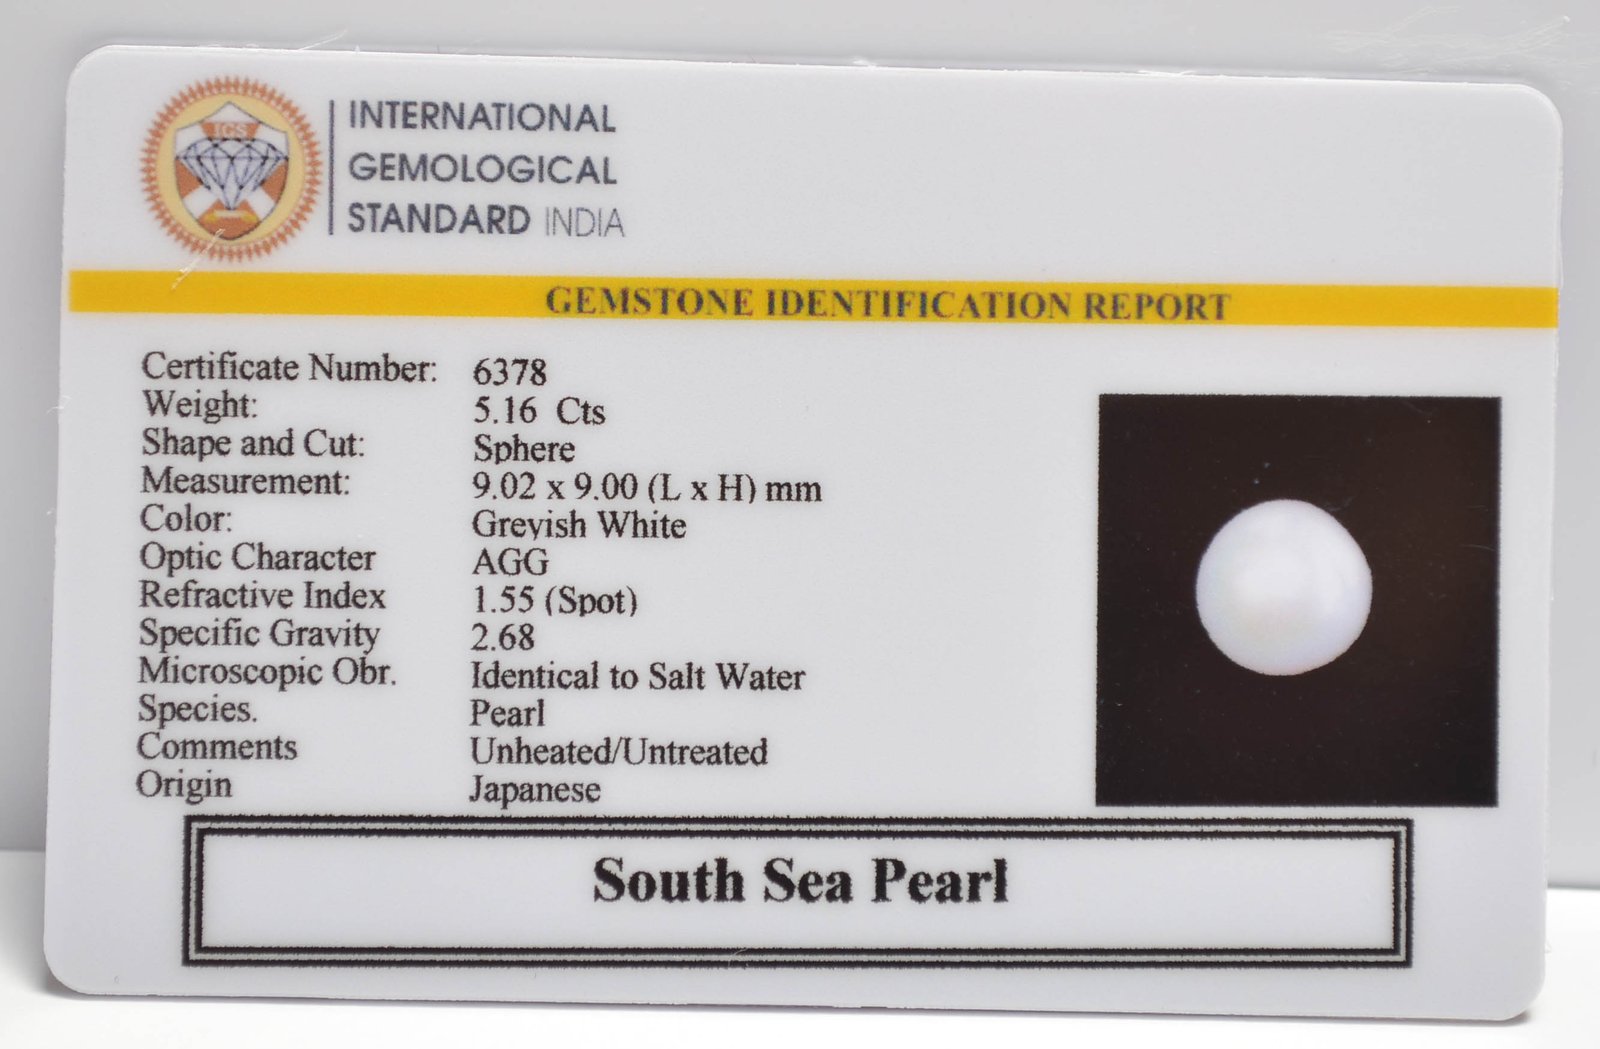 IGS
INTERNATIONAL
GEMOLOGICAL
STANDARD INDIA
GEMSTONE IDENTIFICATION REPORT
Certificate Number: 6378
Weight: 5.16 Cts
Shape and Cut: Sphere
Measurement: 9.02 x 9.00 (L x H) mm
Color: Greyish White
Optic Character AGG
Refractive Index 1.55 (Spot)
Specific Gravity 2.68
Microscopic Obr. Identical to Salt Water
Species. Pearl
Comments Unheated/Untreated
Origin Japanese
South Sea Pearl